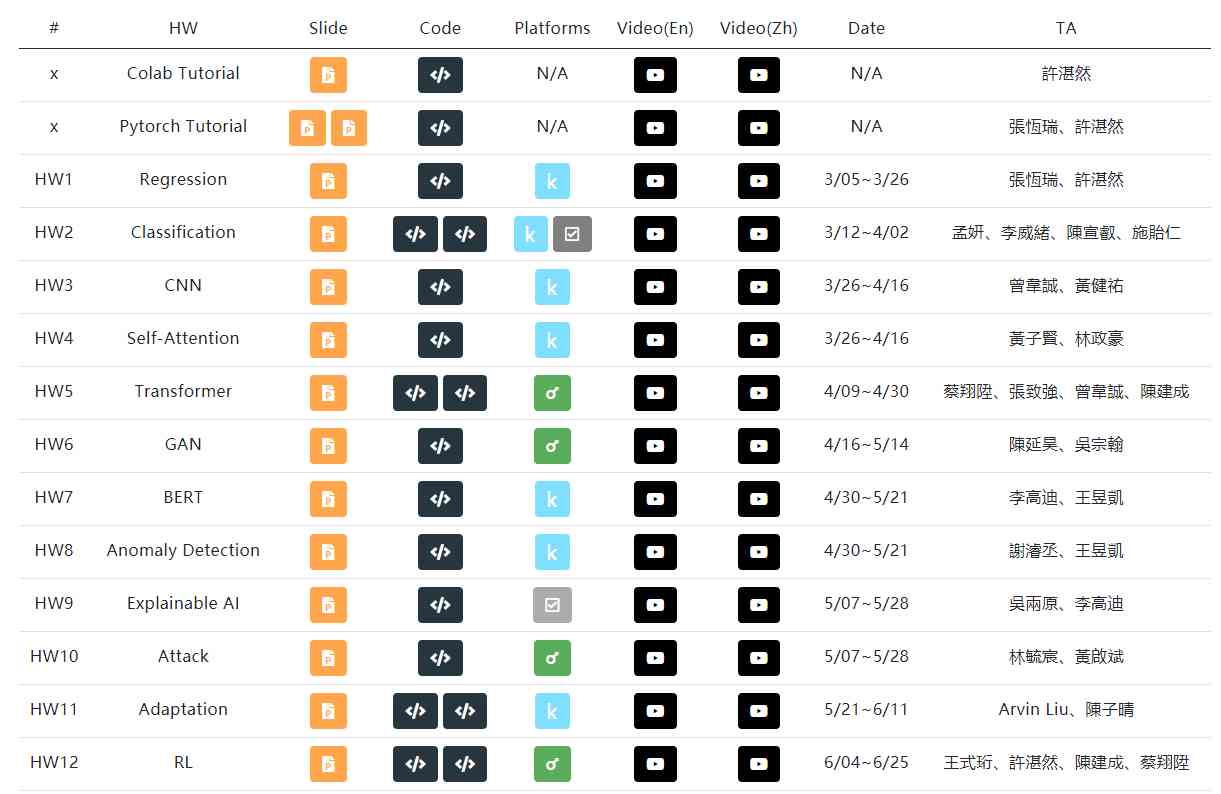 # HW Slide Code Platforms Video(En) Video(Zh) Date TA
x Colab Tutorial P </> N/A N/A 許湛然
x Pytorch Tutorial P P </> N/A N/A 張恆瑞、許湛然
HW1 Regression P </> k 3/05~3/26 張恆瑞、許湛然
HW2 Classification P </> </> k 3/12~4/02 孟妍、李威緒、陳宣叡、施貽仁
HW3 CNN P </> k 3/26~4/16 曾韋誠、黃健祐
HW4 Self-Attention P </> k 3/26~4/16 黃子賢、林政豪
HW5 Transformer P </> </> 4/09~4/30 蔡翔陞、張致強、曾韋誠、陳建成
HW6 GAN P </> 4/16~5/14 陳延昊、吳宗翰
HW7 BERT P </> k 4/30~5/21 李高迪、王昱凱
HW8 Anomaly Detection P </> k 4/30~5/21 謝濬丞、王昱凱
HW9 Explainable AI P </> 5/07~5/28 吳兩原、李高迪
HW10 Attack P </> 5/07~5/28 林毓宸、黃啟斌
HW11 Adaptation P </> </> k 5/21~6/11 Arvin Liu、陳子晴
HW12 RL P </> </> 6/04~6/25 王式珩、許湛然、陳建成、蔡翔陞